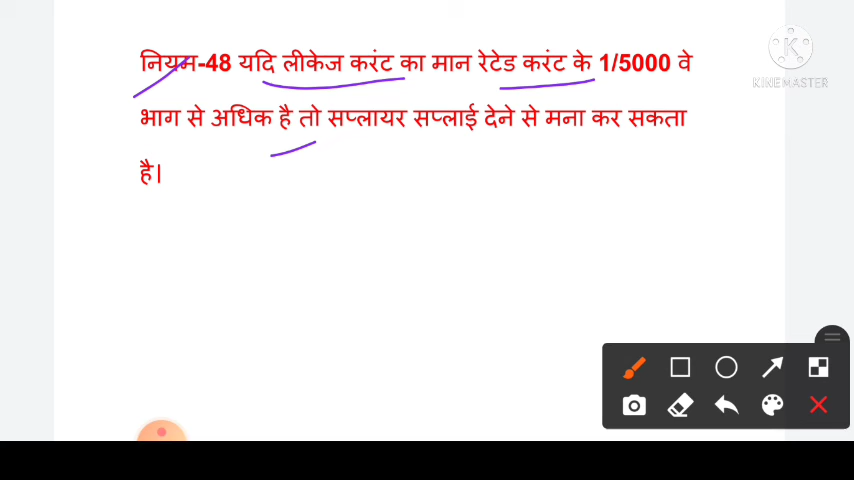 नियम-48 यदि लीकेज करंट का मान रेटेड करंट के 1/5000 वे
भाग से अधिक है तो सप्लायर सप्लाई देने से मना कर सकता
है।
KINEMASTER